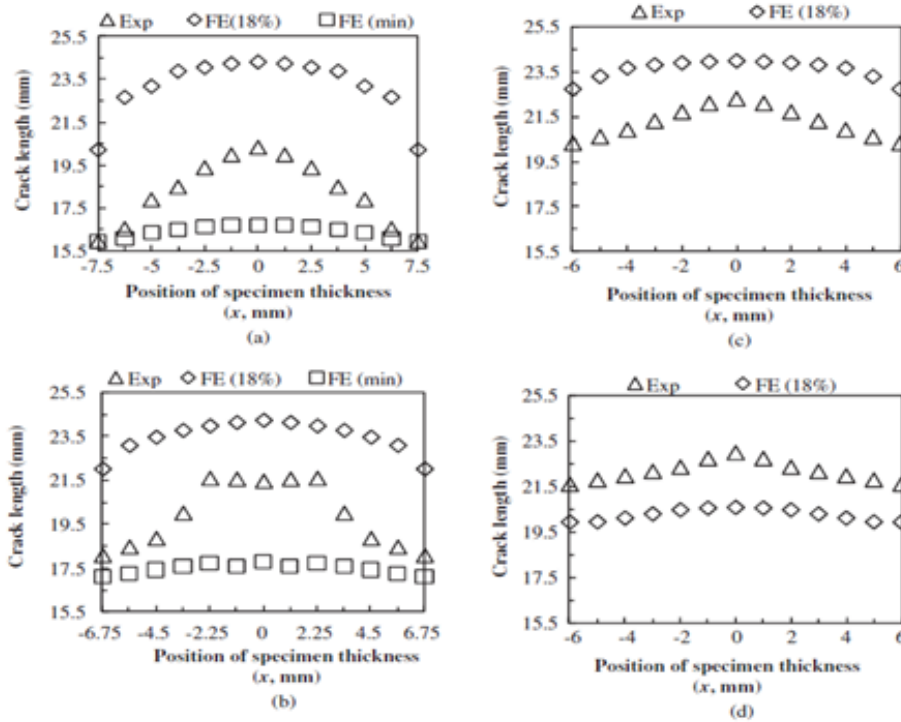 Exp FE(18%) FE (min)
25.5
23.5
21.5
19.5
17.5
15.5
Crack length (mm)
-7.5 -5 -2.5 0 2.5 5 7.5
Position of specimen thickness
(x, mm)
(a)
Exp FE (18%)
25.5
23.5
21.5
19.5
17.5
15.5
Crack length (mm)
-6 -4 -2 0 2 4 6
Position of specimen thickness
(x, mm)
(c)
Exp FE (18%) FE (min)
25.5
23.5
21.5
19.5
17.5
15.5
Crack length (mm)
-6.75 -4.5 -2.25 0 2.25 4.5 6.75
Position of specimen thickness
(x, mm)
(b)
Exp FE (18%)
25.5
23.5
21.5
19.5
17.5
15.5
Crack length (mm)
-6 -4 -2 0 2 4 6
Position of specimen thickness
(x, mm)
(d)